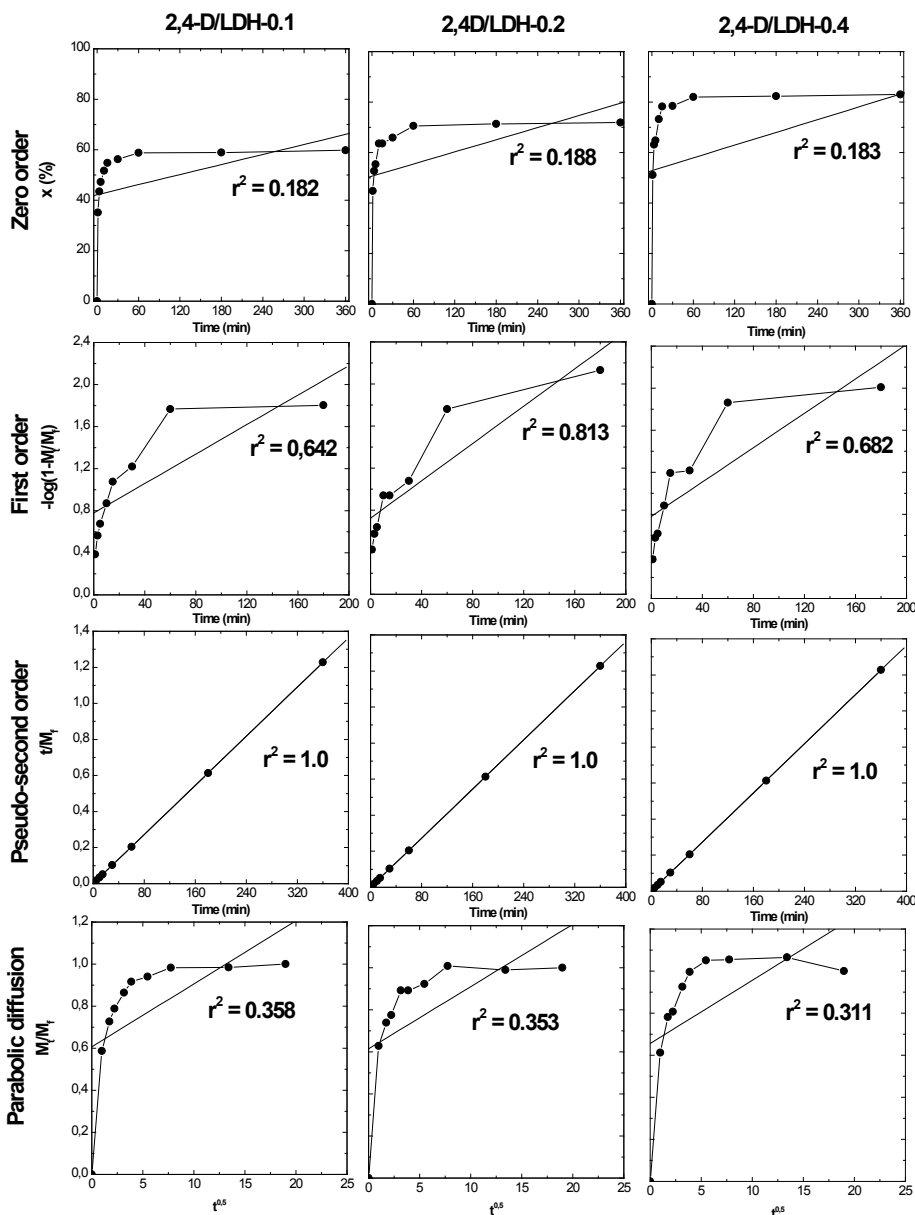 2,4-D/LDH-0.1 2,4D/LDH-0.2 2,4-D/LDH-0.4
Zero order
x (%)
100
80
60
40
20
0
r² = 0.182
r² = 0.188
r² = 0.183
0 60 120 180 240 300 360
0 60 120 180 240 300 360
0 60 120 180 240 300 360
Time (min) Time (min) Time (min)
First order
-log(1-Mt/Mf)
2,4
1,8
1,2
0,8
0,4
0,0
r² = 0,642
r² = 0.813
r² = 0.682
0 40 80 120 160 200
0 40 80 120 160 200
0 40 80 120 160 200
Time (min) Time (min) Time (min)
Pseudo-second order
t/Mf
1,4
1,2
0,8
0,6
0,4
0,2
0,0
r² = 1.0
r² = 1.0
r² = 1.0
0 80 160 240 320 400
0 80 160 240 320 400
0 80 160 240 320 400
Time (min) Time (min) Time (min)
Parabolic diffusion
Mt/Mf
1,2
1,0
0,8
0,6
0,4
0,2
0,0
r² = 0.358
r² = 0.353
r² = 0.311
0 5 10 15 20 25
0 5 10 15 20 25
0 5 10 15 20 25
t^0,5 t^0,5 t^0,5